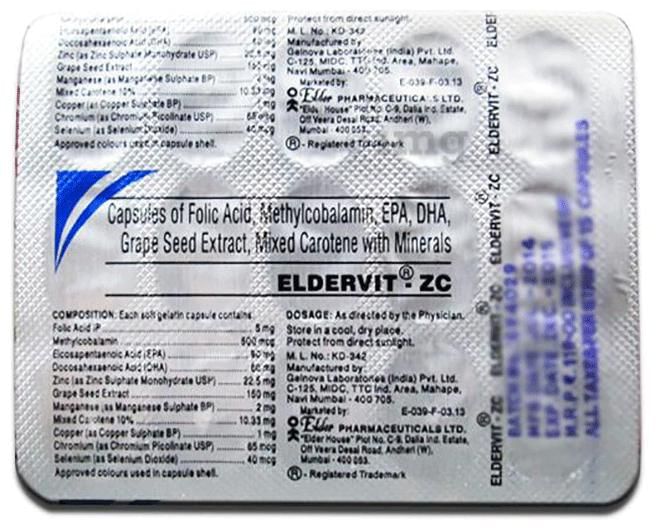 Docosahexaenoic Acid (DHA)
Zinc (as Zinc Sulphate Monohydrate USP)
Grape Seed Extract
Manganese (as Manganese Sulphate BP)
Mixed Carotene 10% 10.33 mg
Copper (as Copper Sulphate BP)
Chromium (as Chromium Picolinate USP) 65 mcg
Selenium (as Selenium Dioxide) 40 mcg
Approved colours used in capsule shell.
Protect from direct sunlight.
M. L. No.: KD-342
Manufactured by
Gelnova Laboratories (India) Pvt. Ltd.
C-125, MIDC, TTC Ind. Area, Mahape,
Navi Mumbai - 400 705.
Marketed by: E-039-F-03.13
Elder PHARMACEUTICALS LTD.
"Elder House" Plot No. C-9, Dalia Ind. Estate,
Off Veera Desai Road, Andheri (W),
Mumbai - 400 053.
® - Registered Trademark
mg
Capsules of Folic Acid, Methylcobalamin, EPA, DHA,
Grape Seed Extract, Mixed Carotene with Minerals
ELDERVIT® - ZC
COMPOSITION: Each soft gelatin capsule contains
Folic Acid IP 5 mg
Methylcobalamin 500 mcg
Eicosapentaenoic Acid (EPA) 90 mg
Docosahexaenoic Acid (DHA)
Zinc (as Zinc Sulphate Monohydrate USP) 22.5 mg
Grape Seed Extract 150 mg
Manganese (as Manganese Sulphate BP) 2 mg
Mixed Carotene 10% 10.33 mg
Copper (as Copper Sulphate BP) 1 mg
Chromium (as Chromium Picolinate USP) 65 mcg
Selenium (as Selenium Dioxide) 40 mcg
Approved colours used in capsule shell.
DOSAGE: As directed by the Physician.
Store in a cool, dry place.
Protect from direct sunlight.
M. L. No.: KD-342
Manufactured by:
Gelnova Laboratories (India) Pvt. Ltd.
C-125, MIDC, TTC Ind. Area, Mahape,
Navi Mumbai - 400 705.
Marketed by: E-039-F-03.13
Elder PHARMACEUTICALS LTD.
"Elder House" Plot No. C-9, Dalia Ind. Estate,
Off Veera Desai Road, Andheri (W),
Mumbai - 400 053.
® - Registered Trademark
ELDERVIT® - ZC ELDERVIT® - ZC ELDERVIT® - ZC ELDE